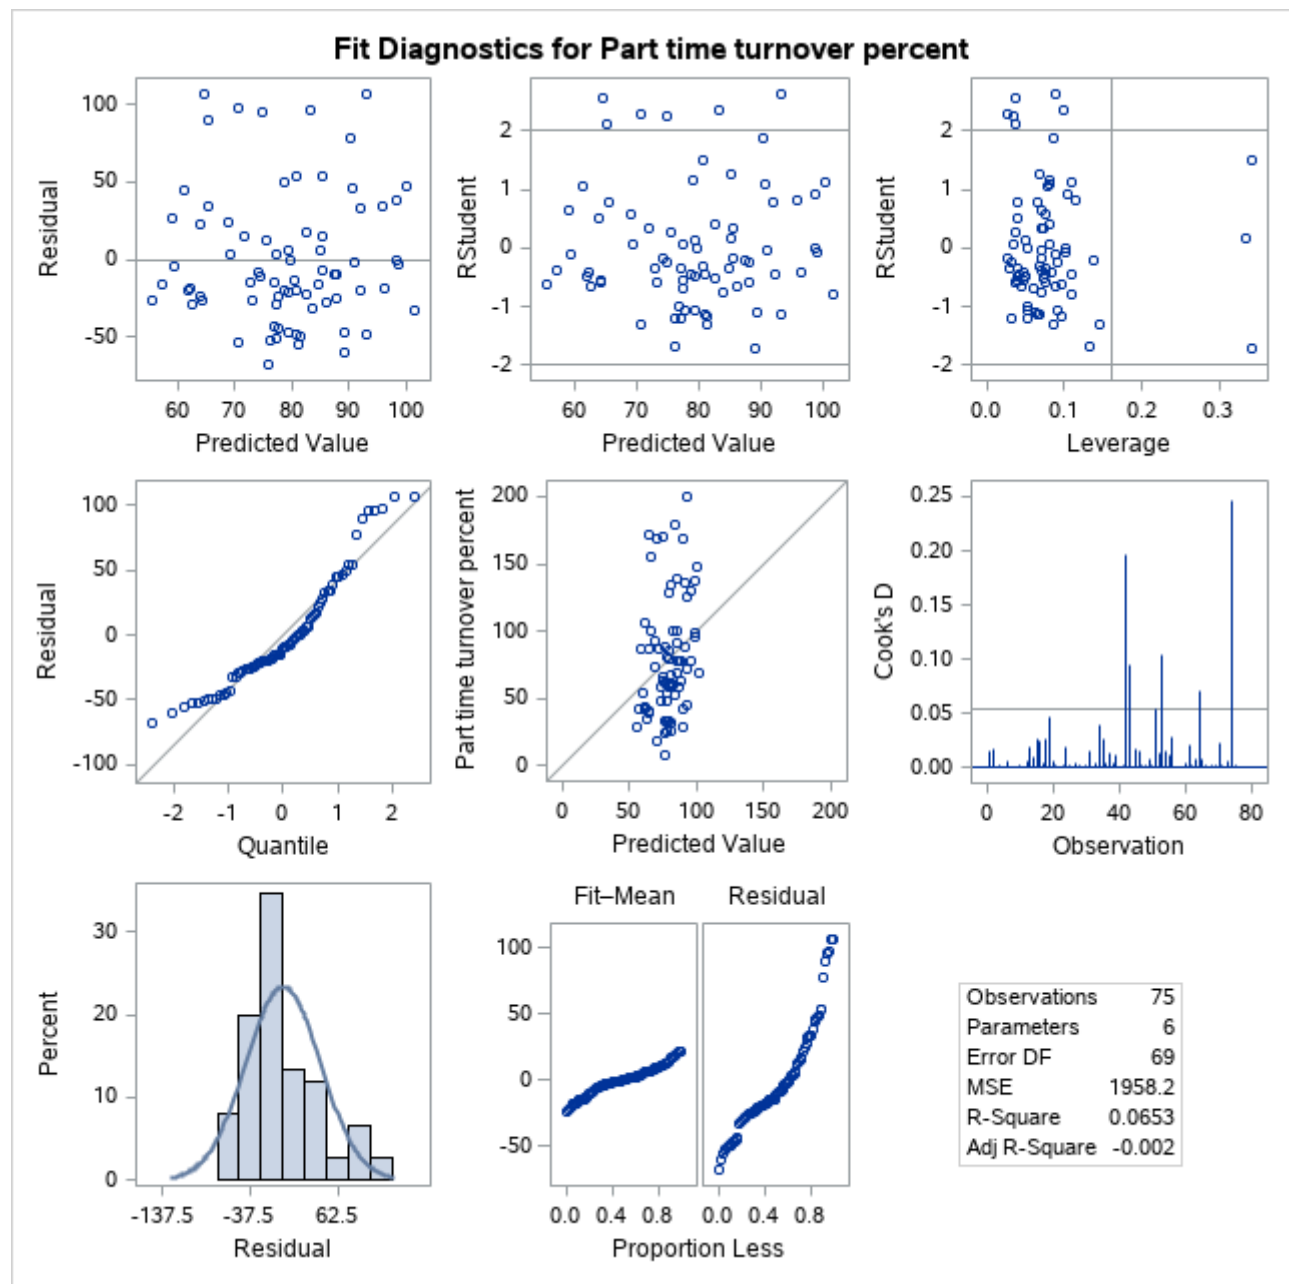 Fit Diagnostics for Part time turnover percent
100
50
0
-50
Residual
60 70 80 90 100
Predicted Value
2
1
0
-1
-2
RStudent
60 70 80 90 100
Predicted Value
2
1
0
-1
-2
RStudent
0.0 0.1 0.2 0.3
Leverage
100
50
0
-50
-100
Residual
-2 -1 0 1 2
Quantile
200
150
100
50
0
Part time turnover percent
0 50 100 150 200
Predicted Value
0.25
0.20
0.15
0.10
0.05
0.00
Cook's D
0 20 40 60 80
Observation
30
20
10
0
Percent
-137.5 -37.5 62.5
Residual
Fit–Mean Residual
100
50
0
-50
0.0 0.4 0.8 0.0 0.4 0.8
Proportion Less
Observations 75
Parameters 6
Error DF 69
MSE 1958.2
R-Square 0.0653
Adj R-Square -0.002